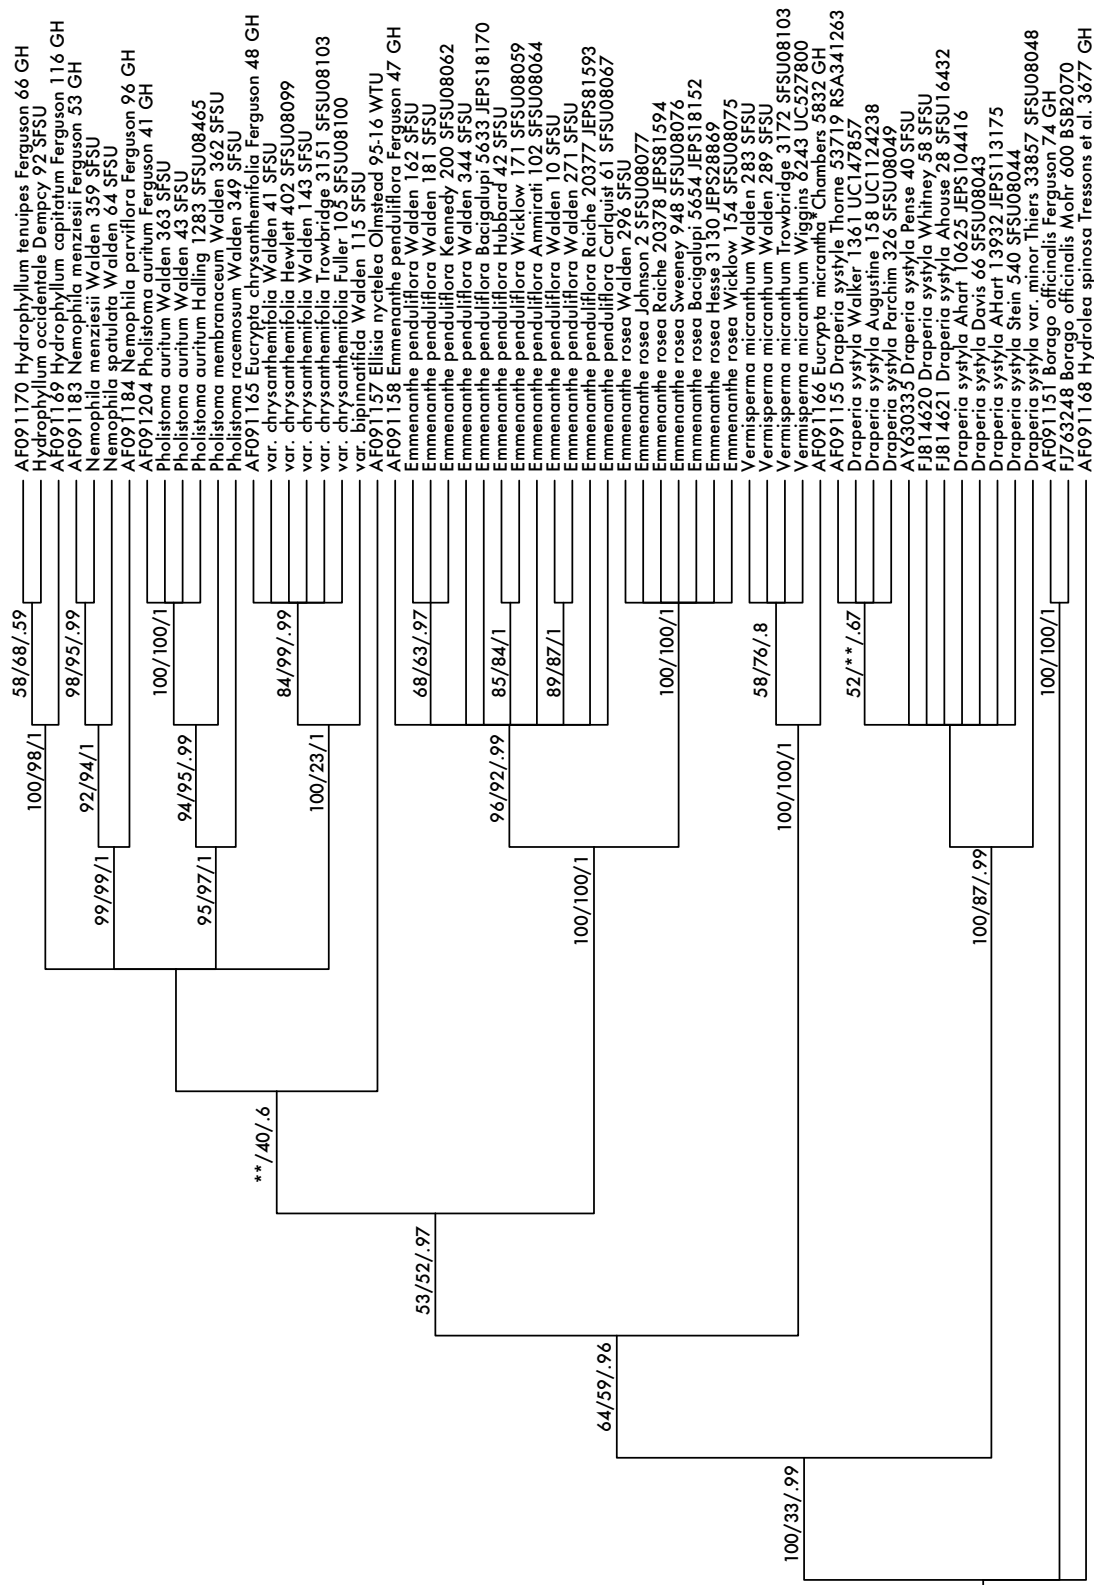 AF091170 Hydrophyllum tenuipes Ferguson 66 GH
Hydrophyllum occidentale Dempcy 92 SFSU
AF091169 Hydrophyllum capitatum Ferguson 116 GH
AF091183 Nemophila menziesii Ferguson 53 GH
Nemophila menziesii Walden 359 SFSU
Nemophila spatulata Walden 64 SFSU
AF091184 Nemophila parviflora Ferguson 96 GH
AF091204 Pholistoma auritum Ferguson 41 GH
Pholistoma auritum Walden 363 SFSU
Pholistoma auritum Walden 43 SFSU
Pholistoma auritum Halling 1283 SFSU08465
Pholistoma membranaceum Walden 362 SFSU
Pholistoma racemosum Walden 349 SFSU
AF091165 Eucrypta chrysanthemifolia Ferguson 48 GH
var. chrysanthemifolia Walden 41 SFSU
var. chrysanthemifolia Hewlett 402 SFSU08099
var. chrysanthemifolia Walden 143 SFSU
var. chrysanthemifolia Trowbridge 3151 SFSU08103
var. chrysanthemifolia Fuller 105 SFSU08100
var. bipinnatifida Walden 115 SFSU
AF091157 Ellisia nyctelea Olmstead 95-16 WTU
AF091158 Emmenanthe penduliflora Ferguson 47 GH
Emmenanthe penduliflora Walden 162 SFSU
Emmenanthe penduliflora Walden 181 SFSU
Emmenanthe penduliflora Kennedy 200 SFSU08062
Emmenanthe penduliflora Walden 344 SFSU
Emmenanthe penduliflora Bacigalupi 5633 JEPS18170
Emmenanthe penduliflora Hubbard 42 SFSU
Emmenanthe penduliflora Wicklow 171 SFSU08059
Emmenanthe penduliflora Ammirati 102 SFSU08064
Emmenanthe penduliflora Walden 10 SFSU
Emmenanthe penduliflora Walden 271 SFSU
Emmenanthe penduliflora Raiche 20377 JEPS81593
Emmenanthe penduliflora Carlquist 61 SFSU08067
Emmenanthe rosea Walden 296 SFSU
Emmenanthe rosea Johnson 2 SFSU08077
Emmenanthe rosea Raiche 20378 JEPS81594
Emmenanthe rosea Sweeney 948 SFSU08076
Emmenanthe rosea Bacigalupi 5654 JEPS18152
Emmenanthe rosea Hesse 3130 JEPS28869
Emmenanthe rosea Wicklow 154 SFSU08075
Vermisperma micranthum Walden 283 SFSU
Vermisperma micranthum Walden 289 SFSU
Vermisperma micranthum Trowbridge 3172 SFSU08103
Vermisperma micranthum Wiggins 6243 UC527800
AF091166 Eucrypta micrantha*Chambers 5832 GH
AF091155 Draperia systyle Thorne 53719 RSA341263
Draperia systyla Walker 1361 UC147857
Draperia systyla Augustine 158 UC1124238
Draperia systyla Parchim 326 SFSU08049
AY630335 Draperia systyla Pense 40 SFSU
FJ814620 Draperia systyla Whitney 58 SFSU
FJ814621 Draperia systyla Ahouse 28 SFSU16432
Draperia systyla Ahart 10625 JEPS104416
Draperia systyla Davis 66 SFSU08043
Draperia systyla AHart 13932 JEPS113175
Draperia systyla Stein 540 SFSU08044
Draperia systyla var. minor Thiers 33857 SFSU08048
AF091151 Borago officinalis Ferguson 74 GH
FJ763248 Borago officinalis Mohr 600 BSB2070
AF091168 Hydrolea spinosa Tressons et al. 3677 GH
58/68/.59
98/95/.99
100/100/1
84/99/.99
68/63/.97
85/84/1
89/87/1
100/100/1
58/76/.8
52/**/.67
100/100/1
100/98/1
92/94/1
94/95/.99
100/23/1
96/92/.99
100/100/1
99/99/1
95/97/1
100/100/1
100/87/.99
**/40/.6
53/52/.97
64/59/.96
100/33/.99